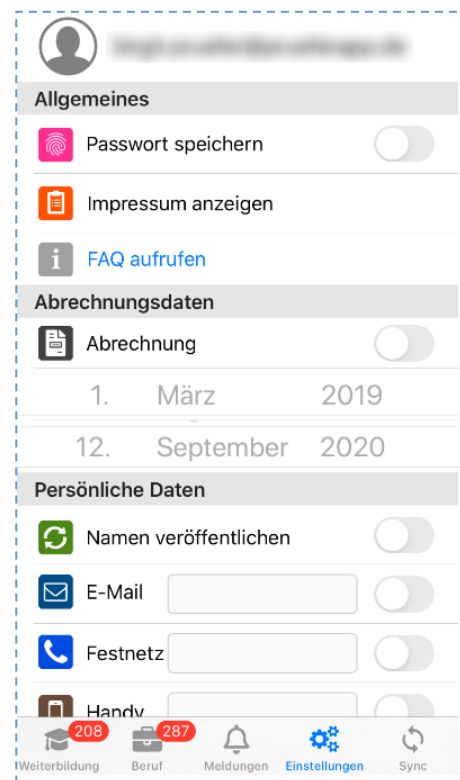 Allgemeines
Passwort speichern
Impressum anzeigen
i FAQ aufrufen
Abrechnungsdaten
Abrechnung
1. März 2019
12. September 2020
Persönliche Daten
Namen veröffentlichen
E-Mail
Festnetz
Handy
208 287
Weiterbildung Beruf Meldungen Einstellungen Sync